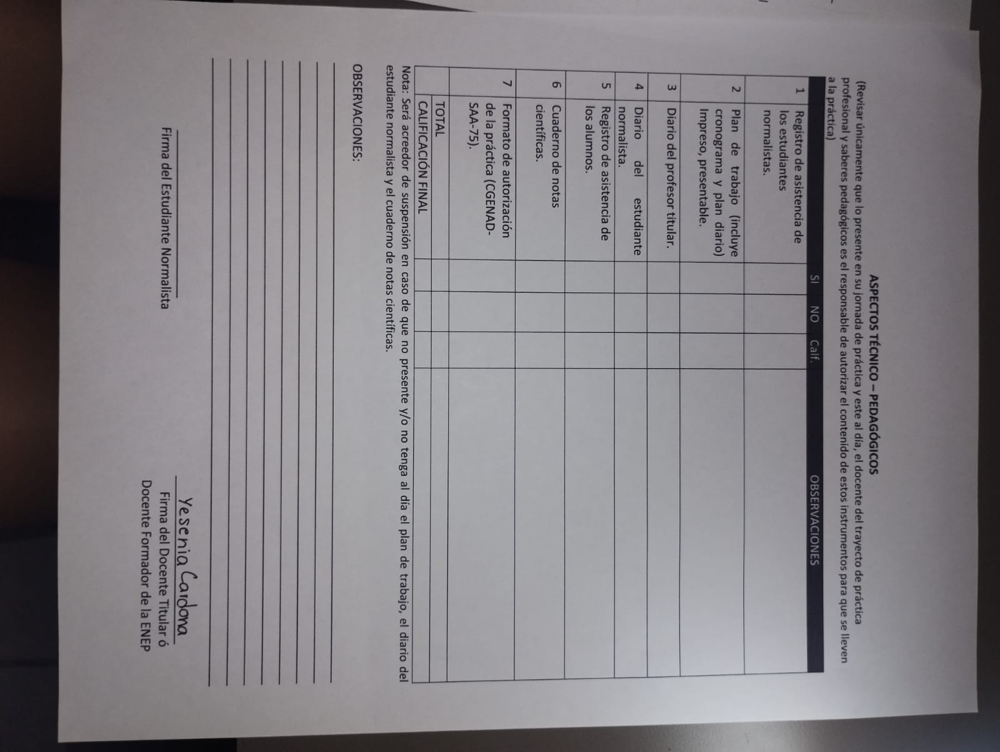 ASPECTOS TÉCNICO – PEDAGÓGICOS
(Revisar únicamente que lo presente en su jornada de práctica y este al día, el docente del trayecto de práctica
profesional y saberes pedagógicos es el responsable de autorizar el contenido de estos instrumentos para que se lleven
a la práctica)
SI NO Calf. OBSERVACIONES
1 Registro de asistencia de
los estudiantes
normalistas.
2 Plan de trabajo (incluye
cronograma y plan diario)
Impreso, presentable.
3 Diario del profesor titular.
4 Diario del estudiante
normalista.
5 Registro de asistencia de
los alumnos.
6 Cuaderno de notas
científicas.
7 Formato de autorización
de la práctica (CGENAD-
SAA-75).
TOTAL
CALIFICACIÓN FINAL
Nota: Será acreedor de suspensión en caso de que no presente y/o no tenga al día el plan de trabajo, el diario del
estudiante normalista y el cuaderno de notas científicas.
OBSERVACIONES:
Yesenia Cardona
Firma del Estudiante Normalista
Firma del Docente Titular ó
Docente Formador de la ENEP